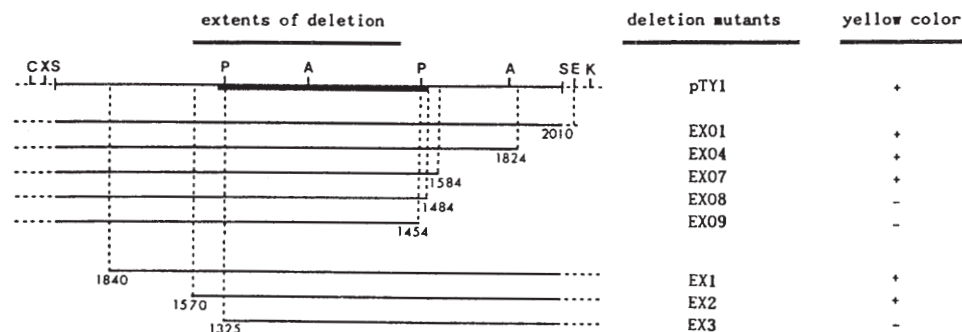 extents of deletion deletion mutants yellow color
C X S P A P A S E K pTY1 +
2010 EX01 +
1824 EX04 +
1584 EX07 +
1484 EX08 -
1454 EX09 -
1840 EX1 +
1570 EX2 +
1325 EX3 -